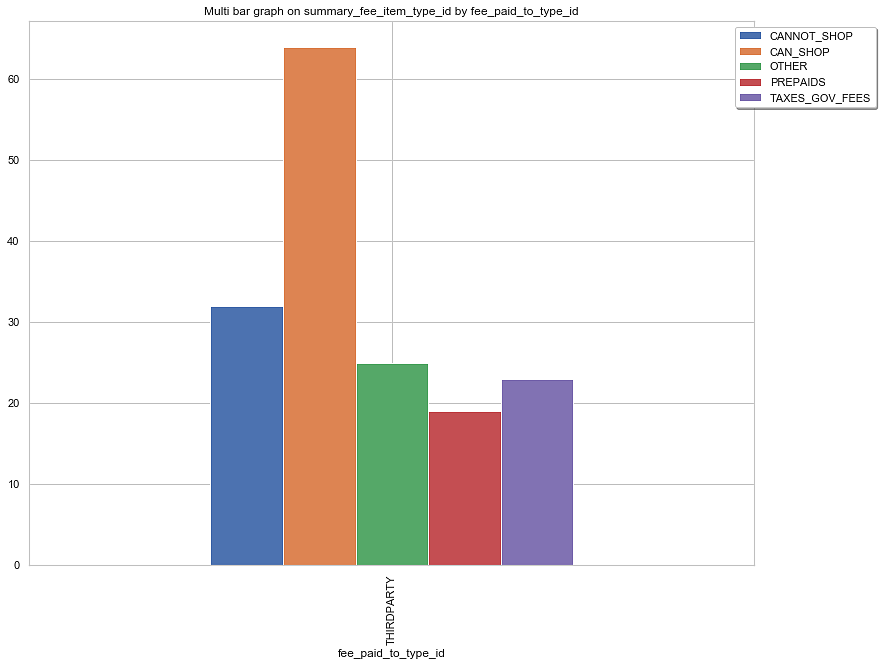 Multi bar graph on summary_fee_item_type_id by fee_paid_to_type_id
CANNOT_SHOP
CAN_SHOP
OTHER
PREPAIDS
TAXES_GOV_FEES
60
50
40
30
20
10
0
THIRDPARTY
fee_paid_to_type_id